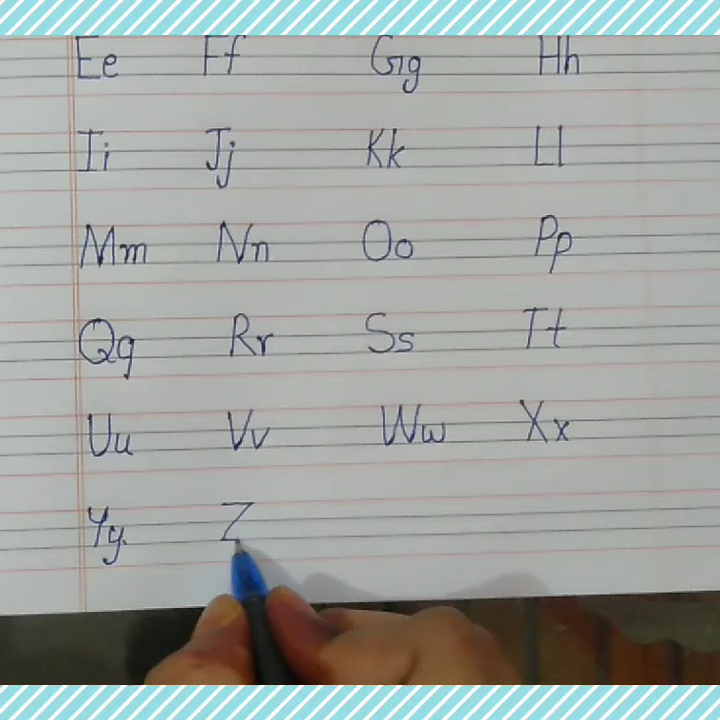 Ee Ff Gg Hh
Ii Jj Kk Ll
Mm Nn Oo Pp
Qq Rr Ss Tt
Uu Vv Ww Xx
Yy Z